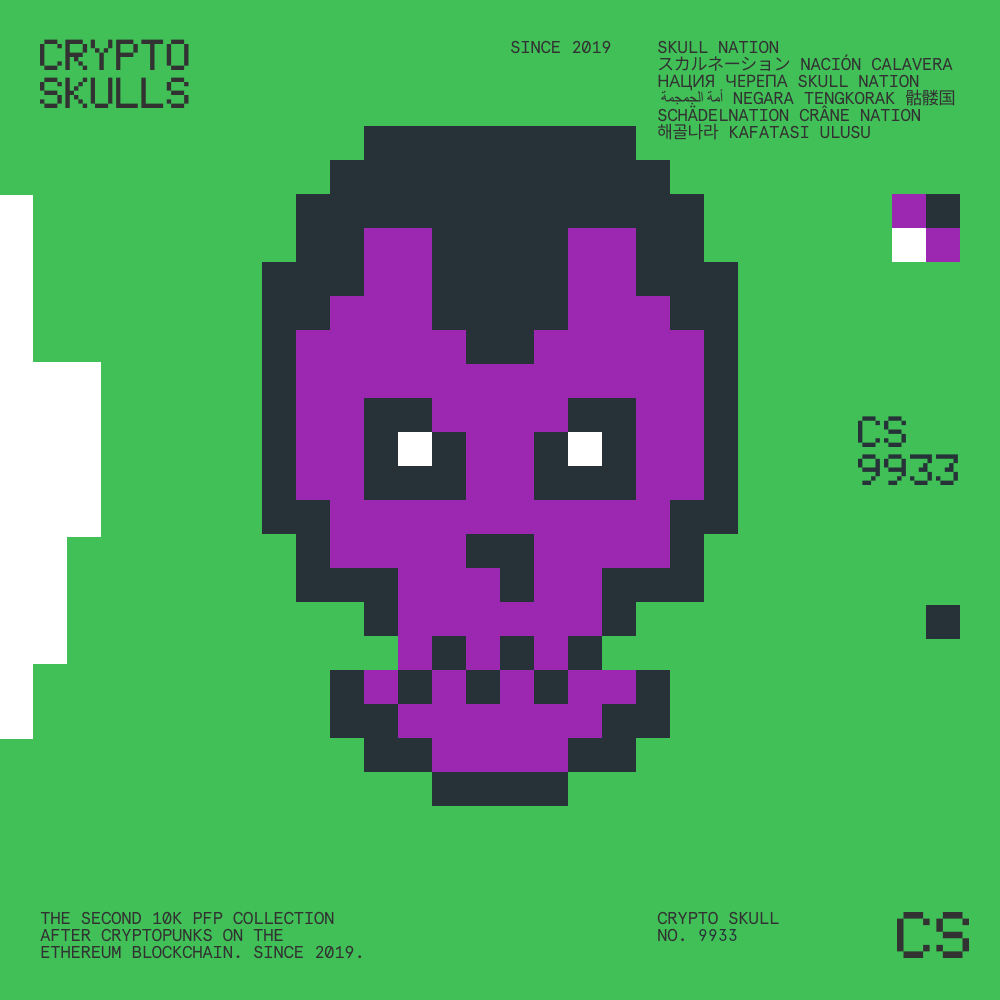 CRYPTO
SKULLS
SINCE 2019
SKULL NATION
スカルネーション NACIÓN CALAVERA
НАЦИЯ ЧЕРЕПА SKULL NATION
أمة الجمجمة NEGARA TENGKORAK 骷髅国
SCHÄDELNATION CRÂNE NATION
해골나라 KAFATASI ULUSU
CS
9933
THE SECOND 10K PFP COLLECTION
AFTER CRYPTOPUNKS ON THE
ETHEREUM BLOCKCHAIN. SINCE 2019.
CRYPTO SKULL
NO. 9933
CS